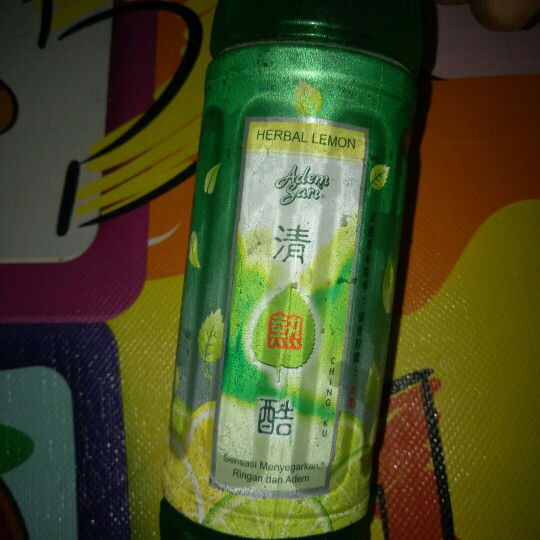 HERBAL LEMON
Adem
Sari
清
熱
酷
CHING KU
Sensasi Menyegarkan
Ringan dan Adem